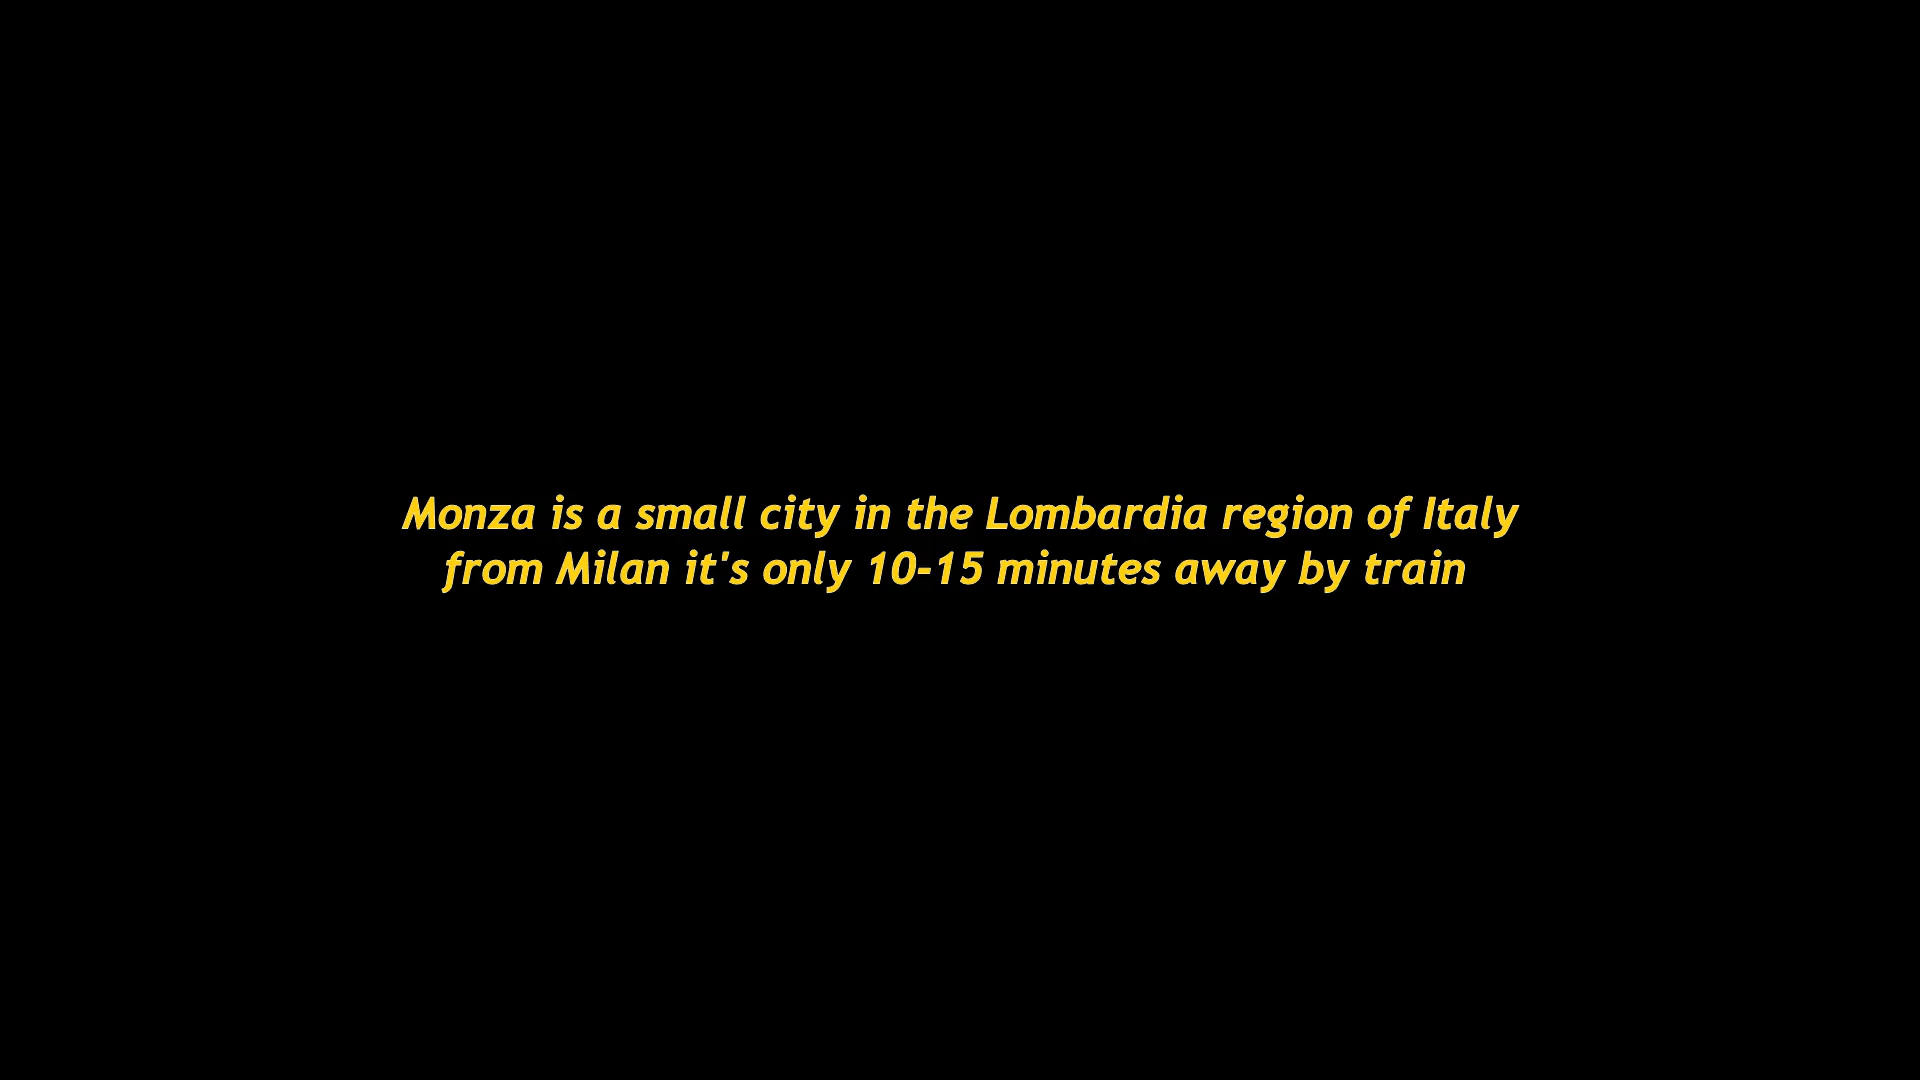 Monza is a small city in the Lombardia region of Italy
from Milan it's only 10-15 minutes away by train